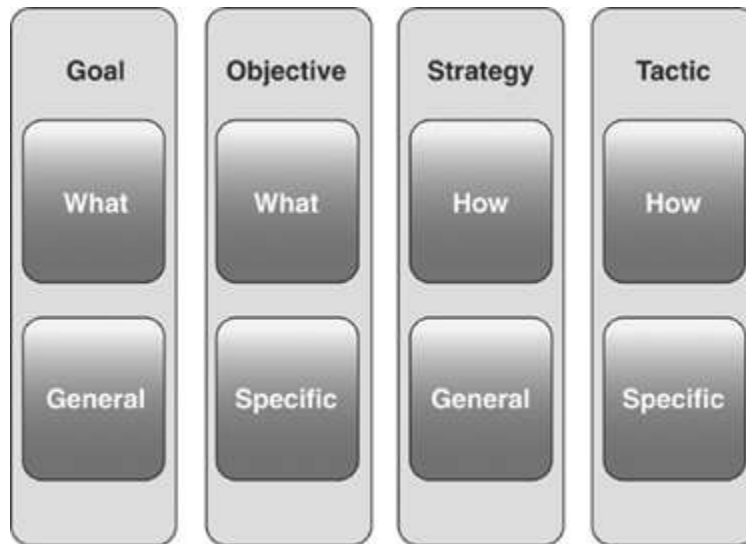 Goal
Objective
Strategy
Tactic
What
What
How
How
General
Specific
General
Specific